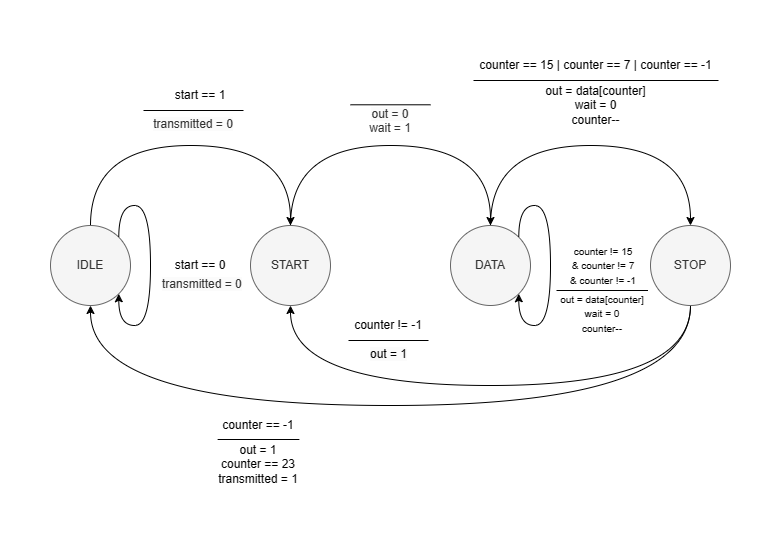 counter == 15 | counter == 7 | counter == -1
out = data[counter]
wait = 0
counter--
start == 1
transmitted = 0
out = 0
wait = 1
IDLE
start == 0
transmitted = 0
START
DATA
counter != 15
& counter != 7
& counter != -1
out = data[counter]
wait = 0
counter--
STOP
counter != -1
out = 1
counter == -1
out = 1
counter == 23
transmitted = 1